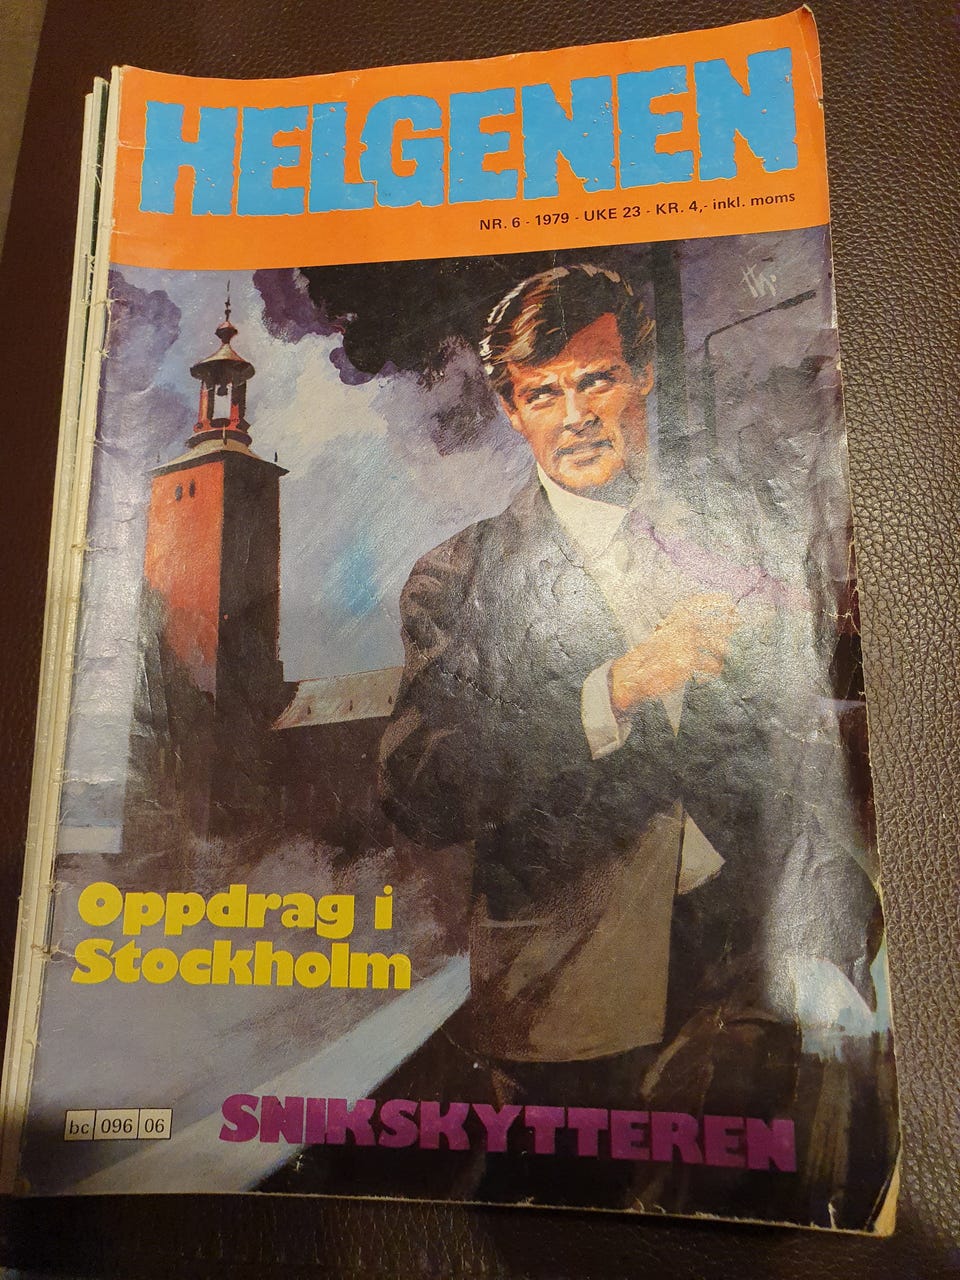 HELGENEN
NR. 6 - 1979 - UKE 23 - KR. 4,- inkl. moms
Oppdrag i
Stockholm
SNIKSKYTTEREN
bc 096 06